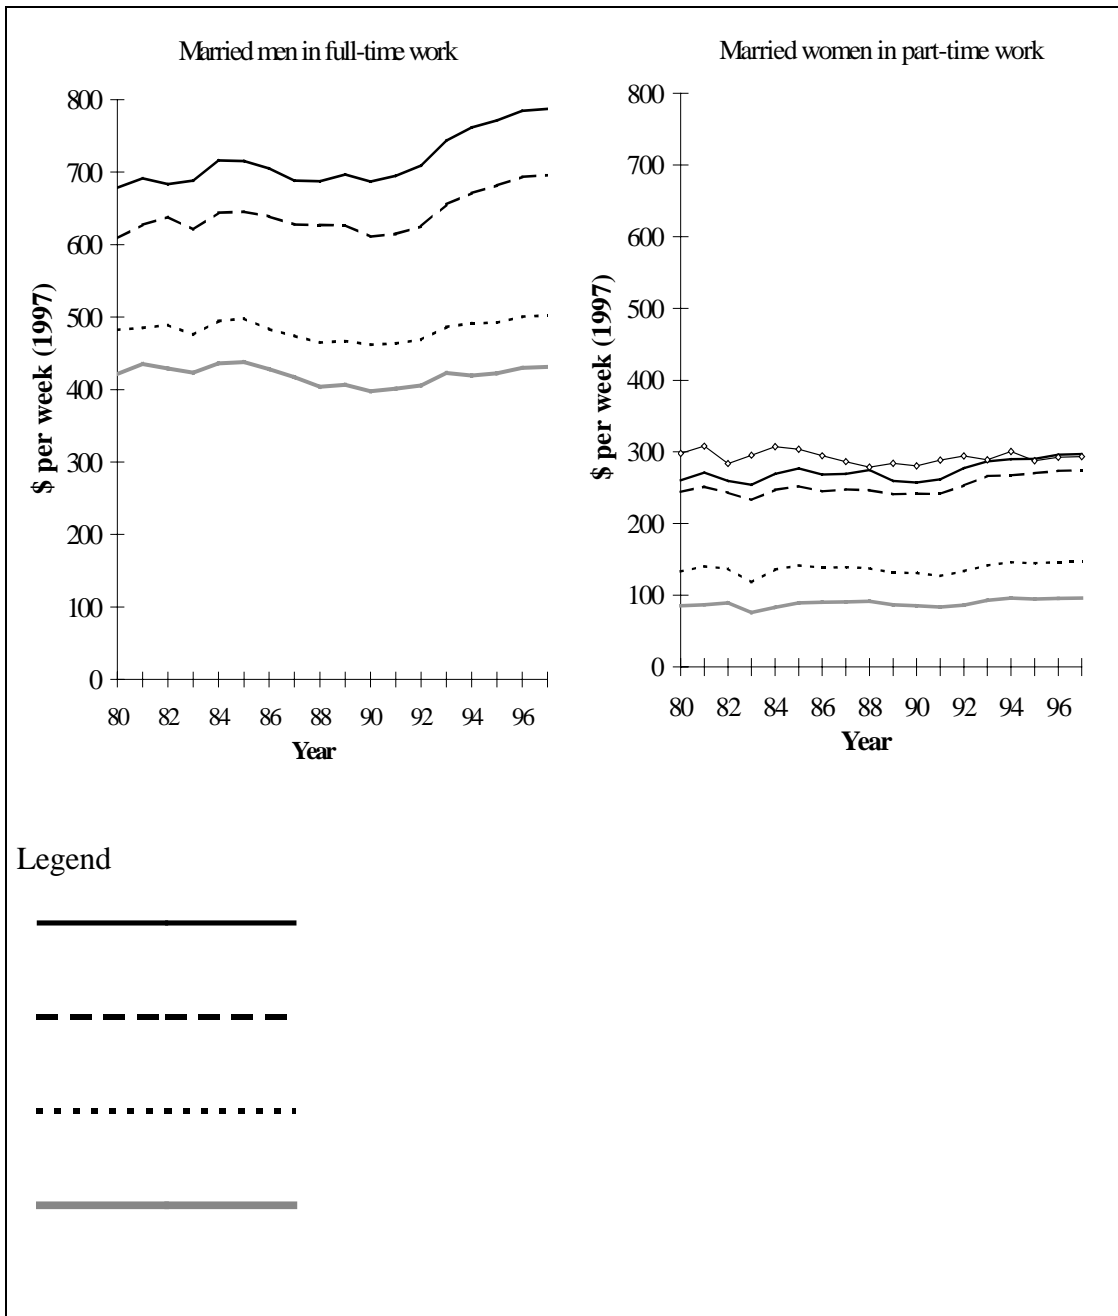 Married men in full-time work
800
700
600
500
400
300
200
100
0
$ per week (1997)
80 82 84 86 88 90 92 94 96
Year
Married women in part-time work
800
700
600
500
400
300
200
100
0
$ per week (1997)
80 82 84 86 88 90 92 94 96
Year
Legend